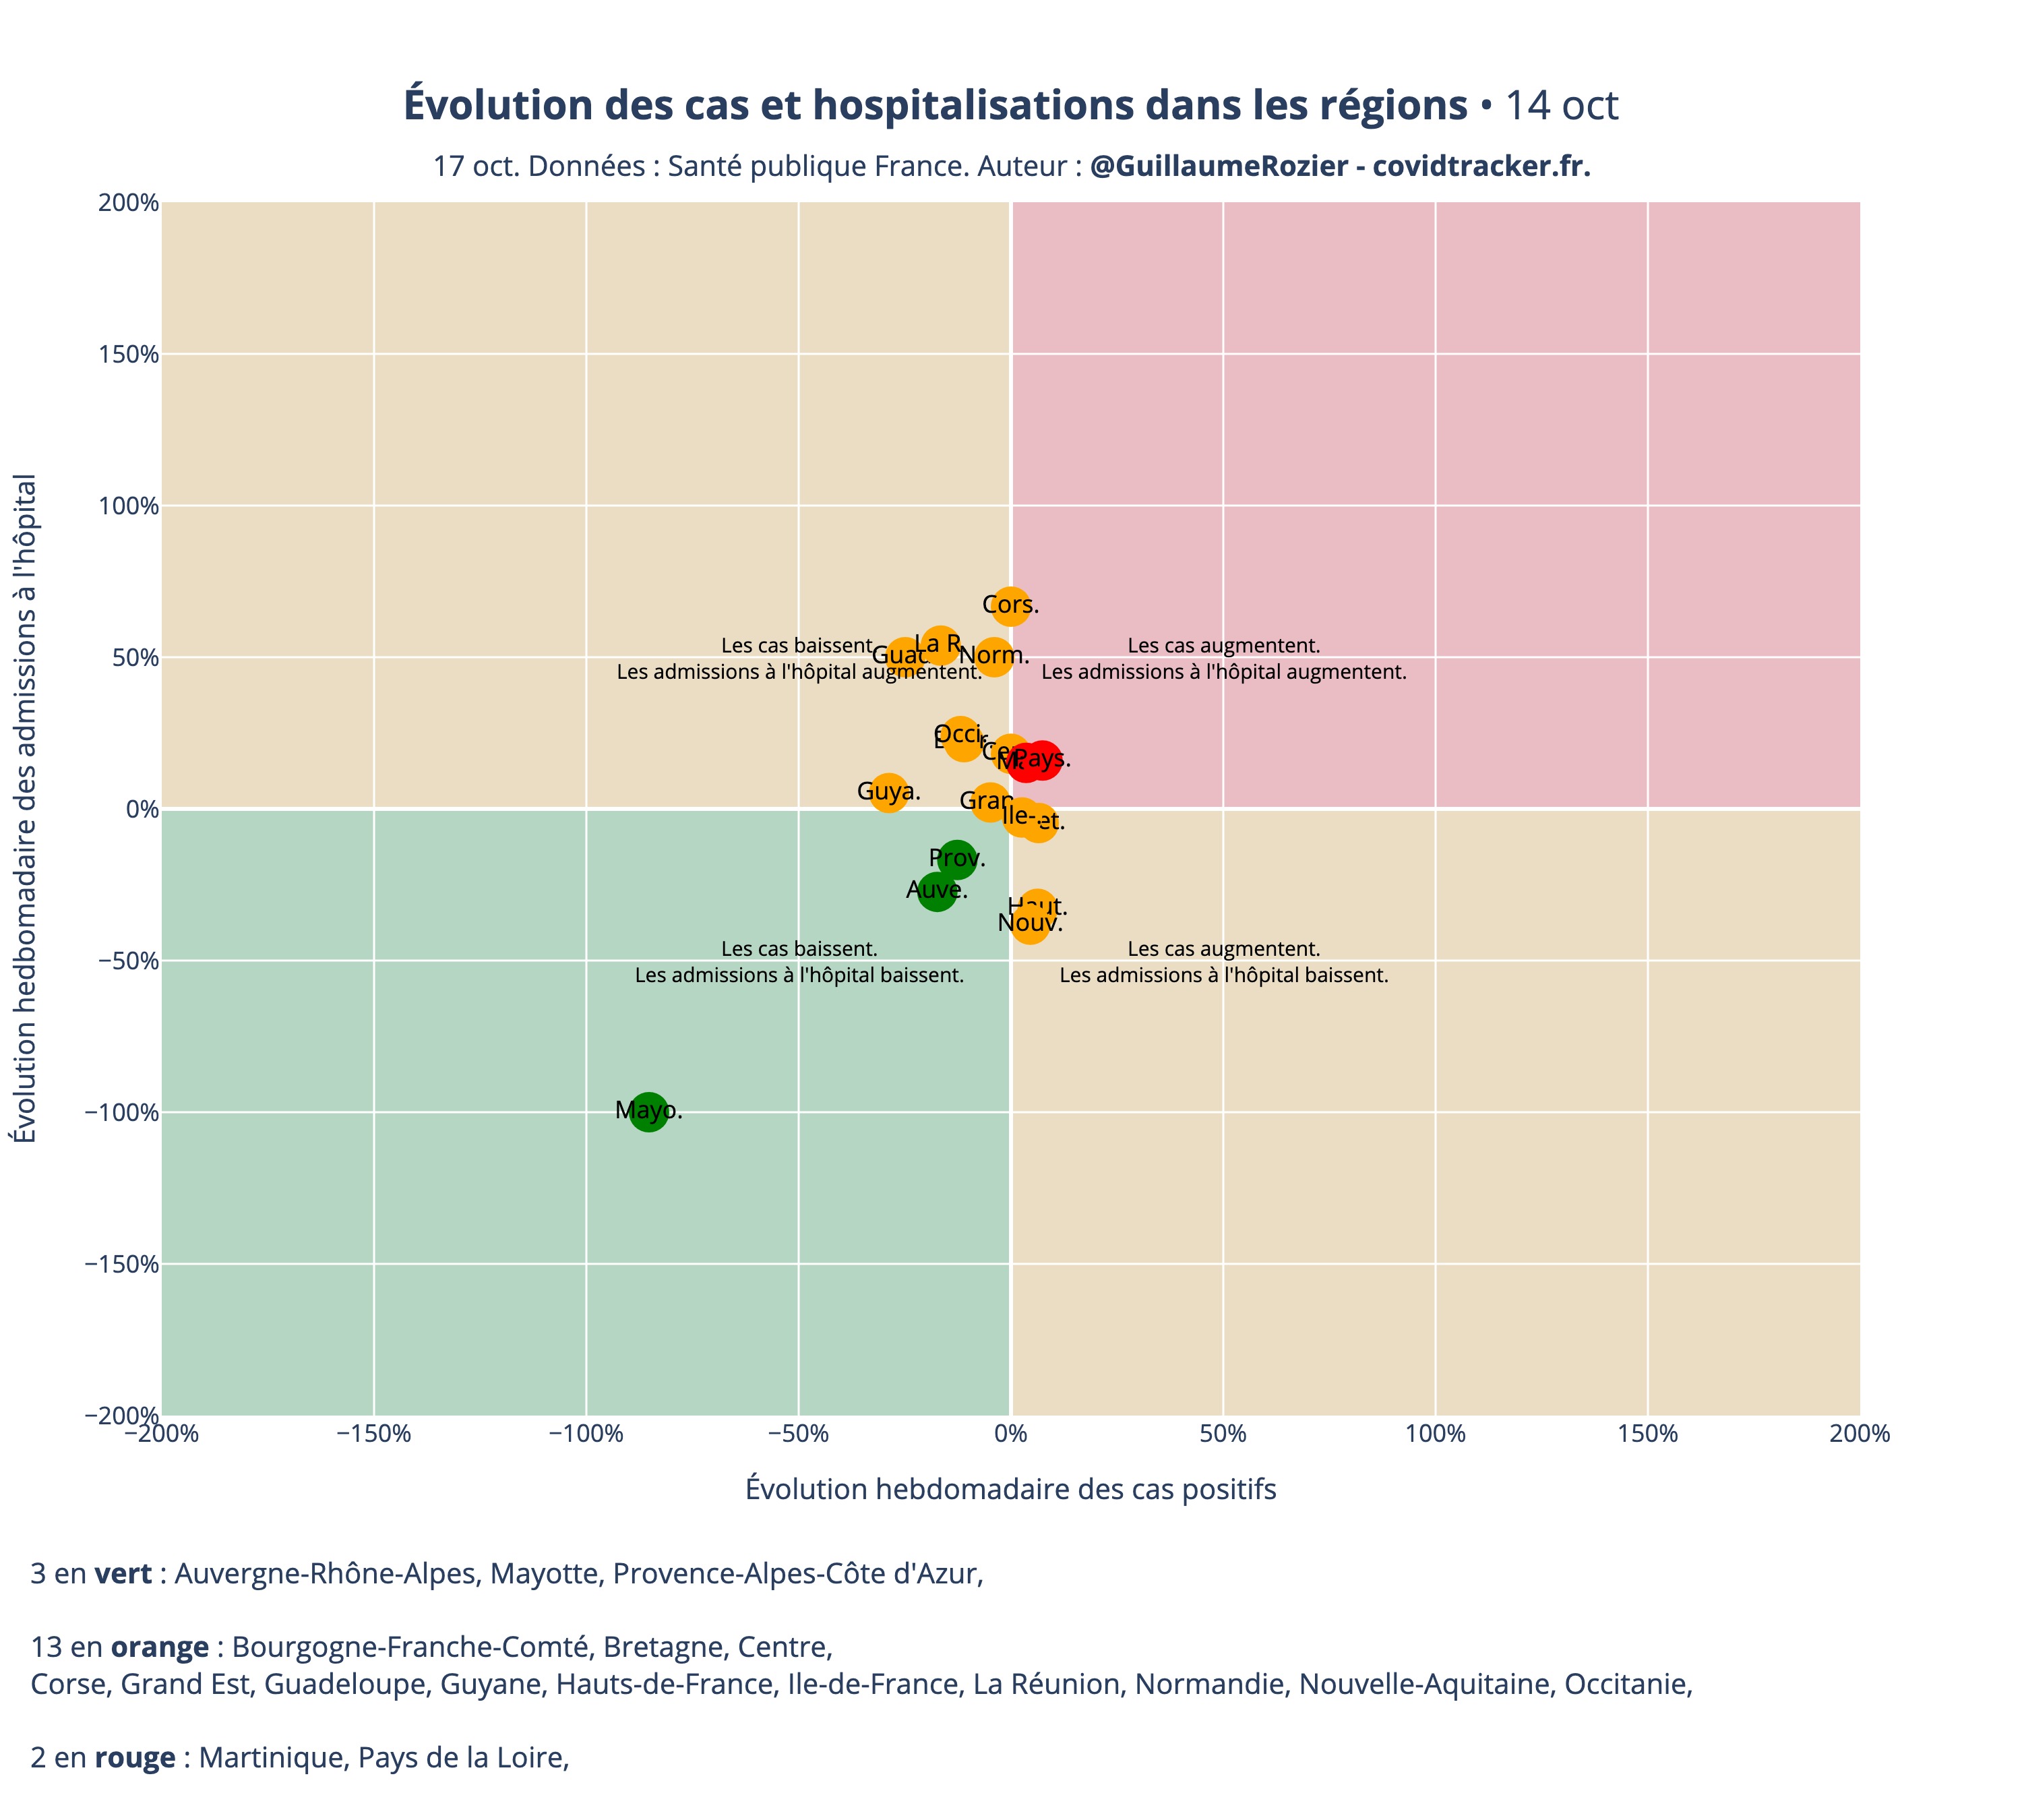 Évolution des cas et hospitalisations dans les régions • 14 oct
17 oct. Données : Santé publique France. Auteur : @GuillaumeRozier - covidtracker.fr.
Évolution hedbomadaire des admissions à l'hôpital
200%
150%
100%
50%
0%
−50%
−100%
−150%
−200%
Cors.
Les cas baissent.
Les admissions à l'hôpital augmentent.
La R
Guad
Norm.
Les cas augmentent.
Les admissions à l'hôpital augmentent.
Occi.
Ce
Pays.
Guya.
Gran
Ile-.
et.
Prov.
Auve.
Haut.
Nouv.
Les cas baissent.
Les admissions à l'hôpital baissent.
Les cas augmentent.
Les admissions à l'hôpital baissent.
Mayo.
−200%
−150%
−100%
−50%
0%
50%
100%
150%
200%
Évolution hebdomadaire des cas positifs
3 en vert : Auvergne-Rhône-Alpes, Mayotte, Provence-Alpes-Côte d'Azur,
13 en orange : Bourgogne-Franche-Comté, Bretagne, Centre,
Corse, Grand Est, Guadeloupe, Guyane, Hauts-de-France, Ile-de-France, La Réunion, Normandie, Nouvelle-Aquitaine, Occitanie,
2 en rouge : Martinique, Pays de la Loire,